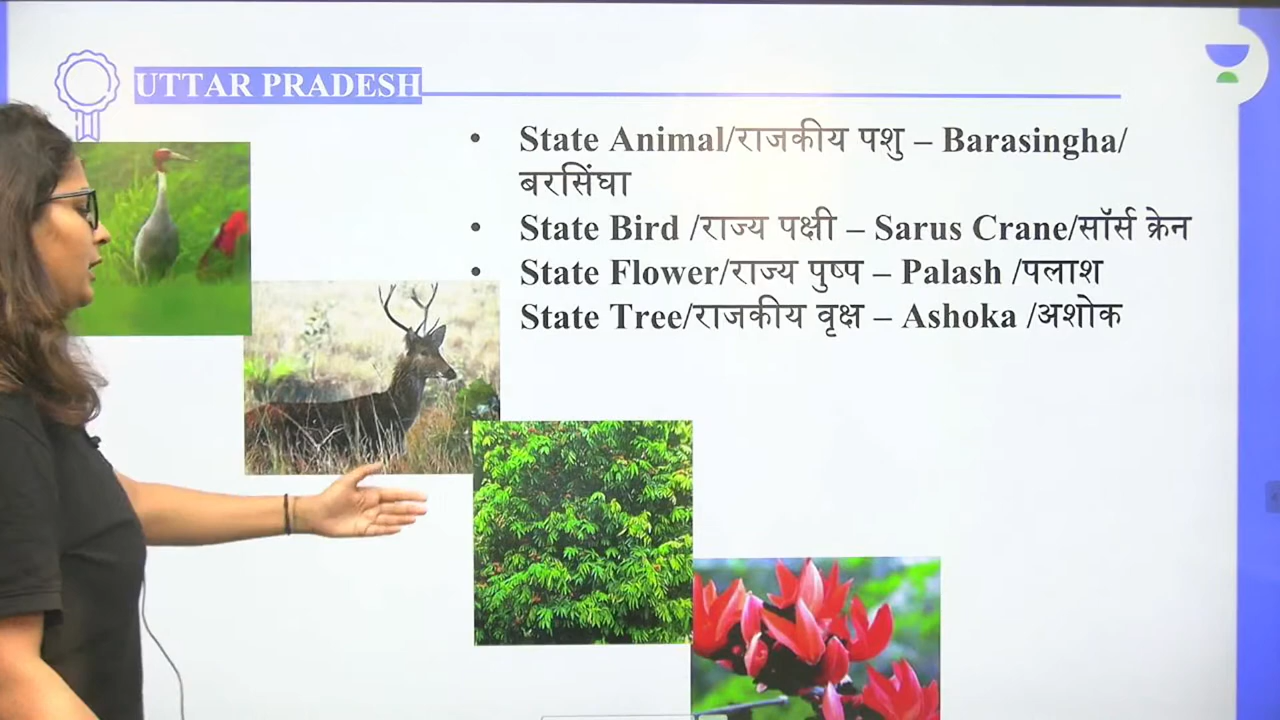 UTTAR PRADESH
• State Animal/राजकीय पशु – Barasingha/
बरसिंघा
• State Bird /राज्य पक्षी – Sarus Crane/सॉर्स क्रेन
• State Flower/राज्य पुष्प – Palash /पलाश
State Tree/राजकीय वृक्ष – Ashoka /अशोक